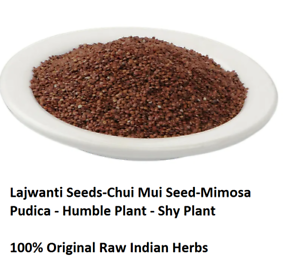 Lajwanti Seeds-Chui Mui Seed-Mimosa
Pudica - Humble Plant - Shy Plant
100% Original Raw Indian Herbs